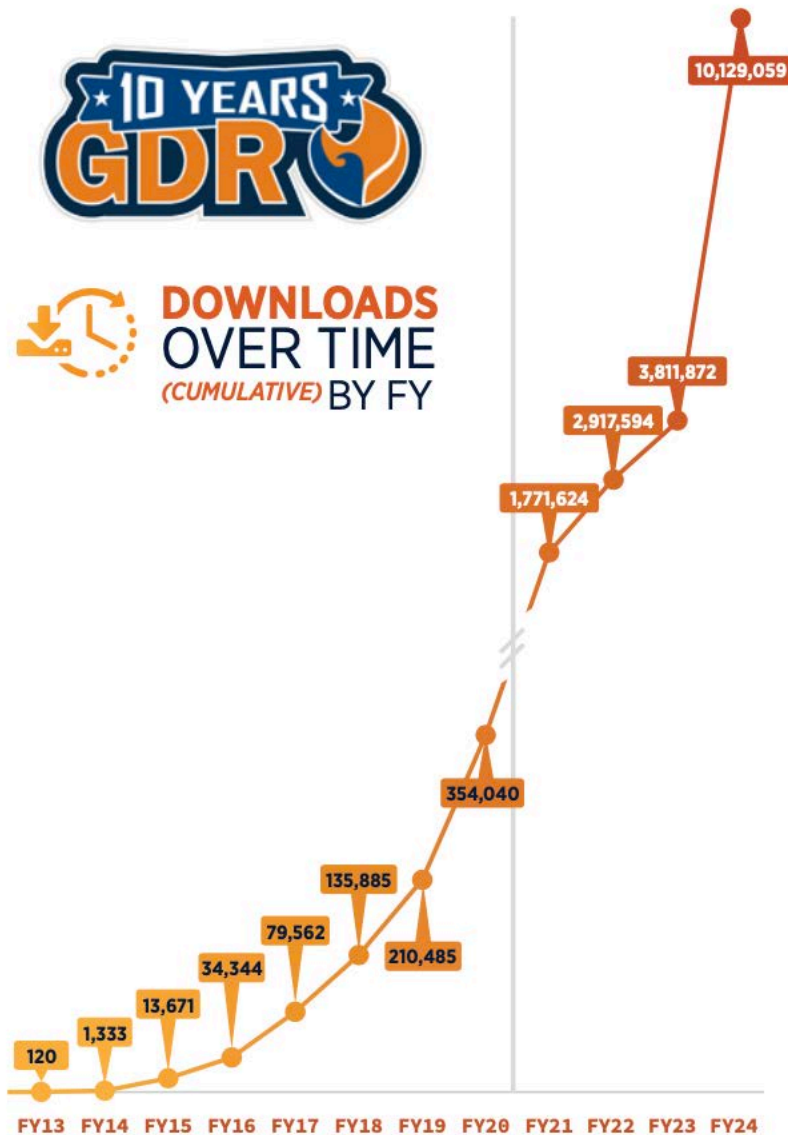 10 YEARS
GDR
DOWNLOADS
OVER TIME
(CUMULATIVE) BY FY
10,129,059
3,811,872
2,917,594
1,771,624
354,040
135,885
210,485
79,562
34,344
13,671
1,333
120
FY13 FY14 FY15 FY16 FY17 FY18 FY19 FY20 FY21 FY22 FY23 FY24